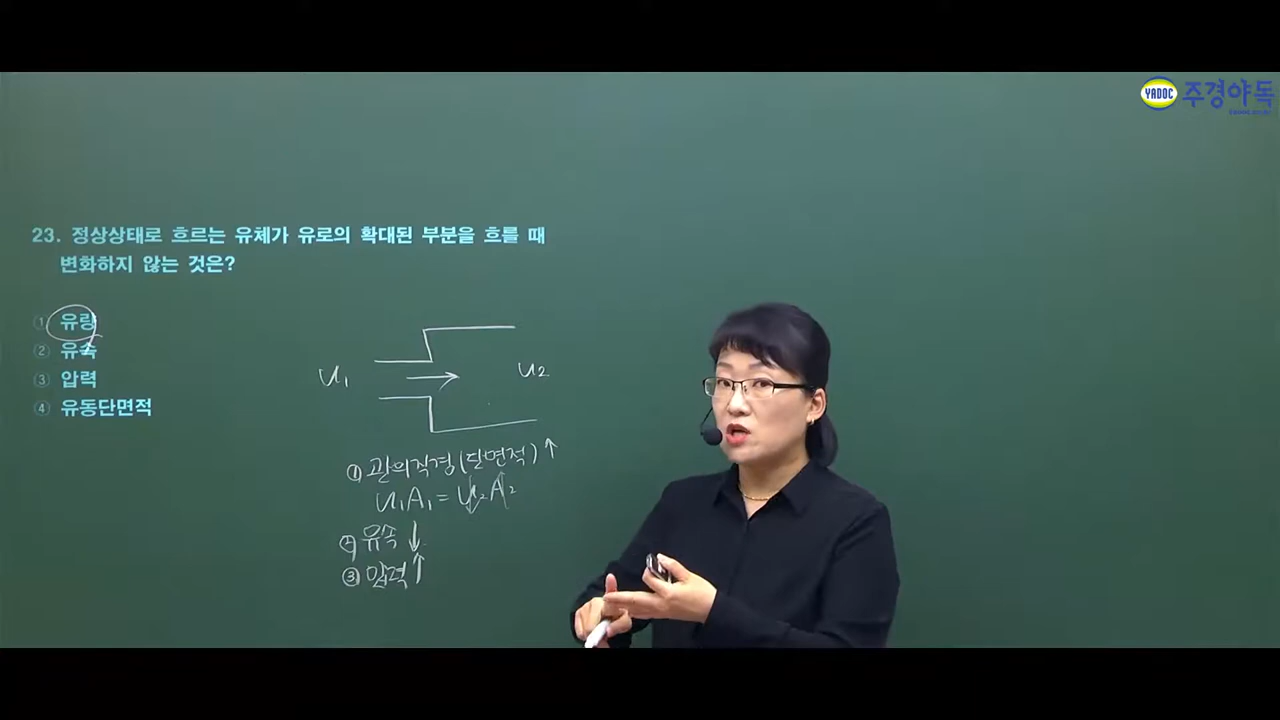 YADOC 주경야독
23. 정상상태로 흐르는 유체가 유로의 확대된 부분을 흐를 때
변화하지 않는 것은?
① 유량
② 유속
③ 압력
④ 유동단면적
u₁
u₂
① 관의직경(단면적)↑
u₁A₁=u₂A₂
② 유속↓
③ 압력↑